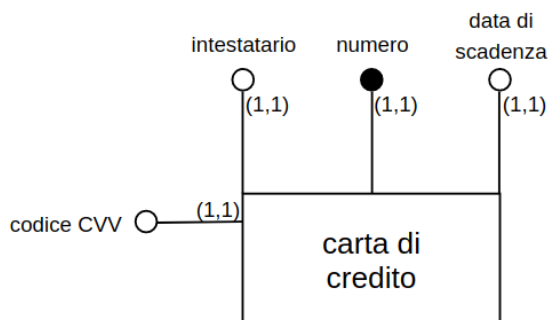 data di
intestatario numero scadenza
(1,1) (1,1) (1,1)
(1,1)
codice CVV
carta di
credito